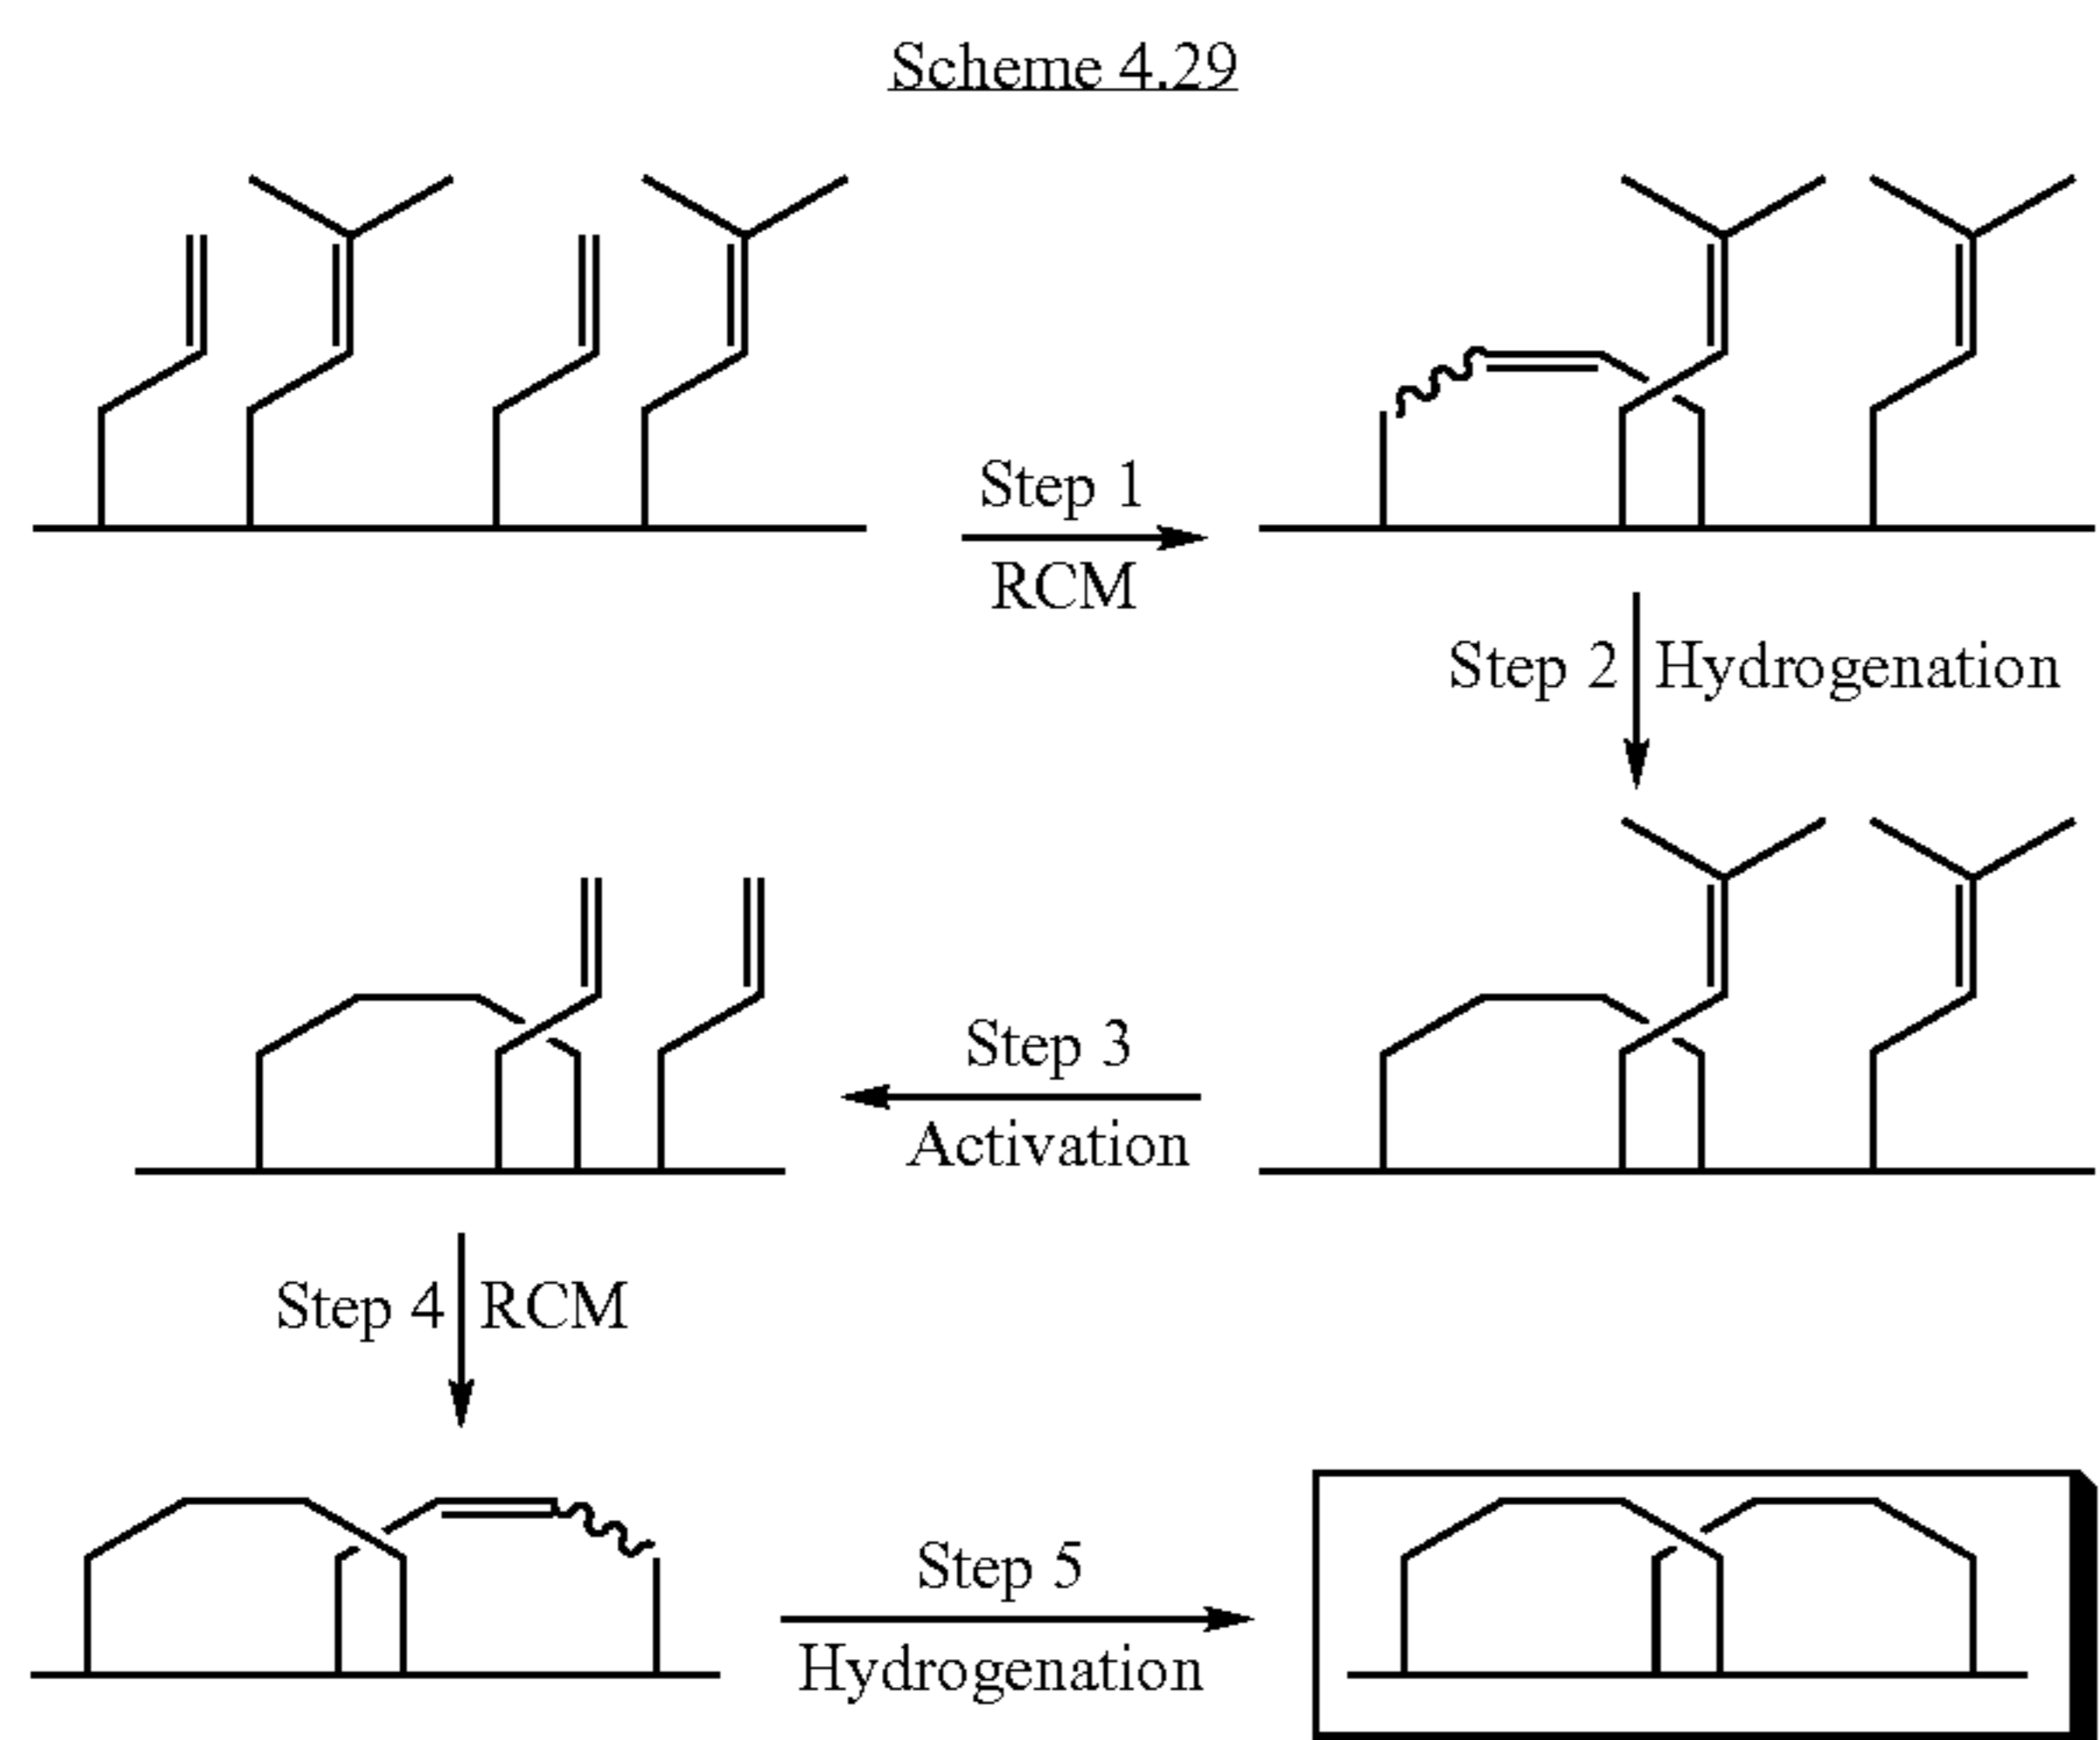 Scheme 4.29
Step 1
RCM
Step 2 Hydrogenation
Step 3
Activation
Step 4 RCM
Step 5
Hydrogenation